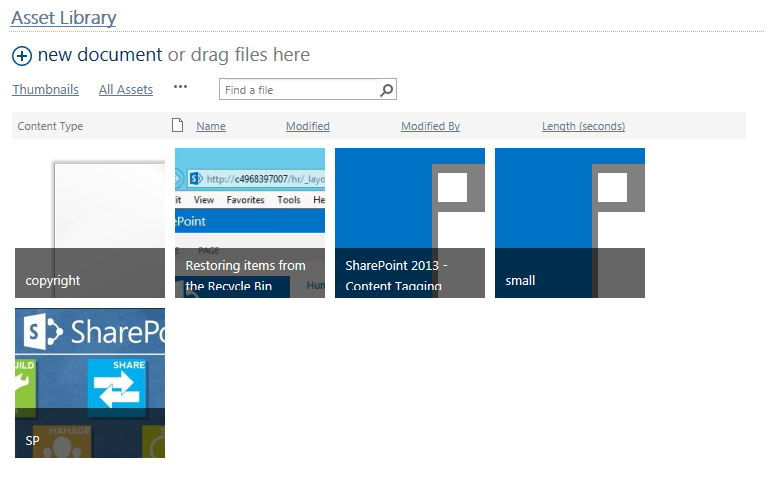 Asset Library
new document or drag files here
Thumbnails All Assets ··· Find a file
Content Type Name Modified Modified By Length (seconds)
http://c4968397007/hr/_layo
it View Favorites Tools He
Point
PAGE
copyright
Restoring items from
the Recycle Bin
Hum
SharePoint 2013 -
Content Tagging
small
S SharePo
UILD SHARE
MANAGE
SP